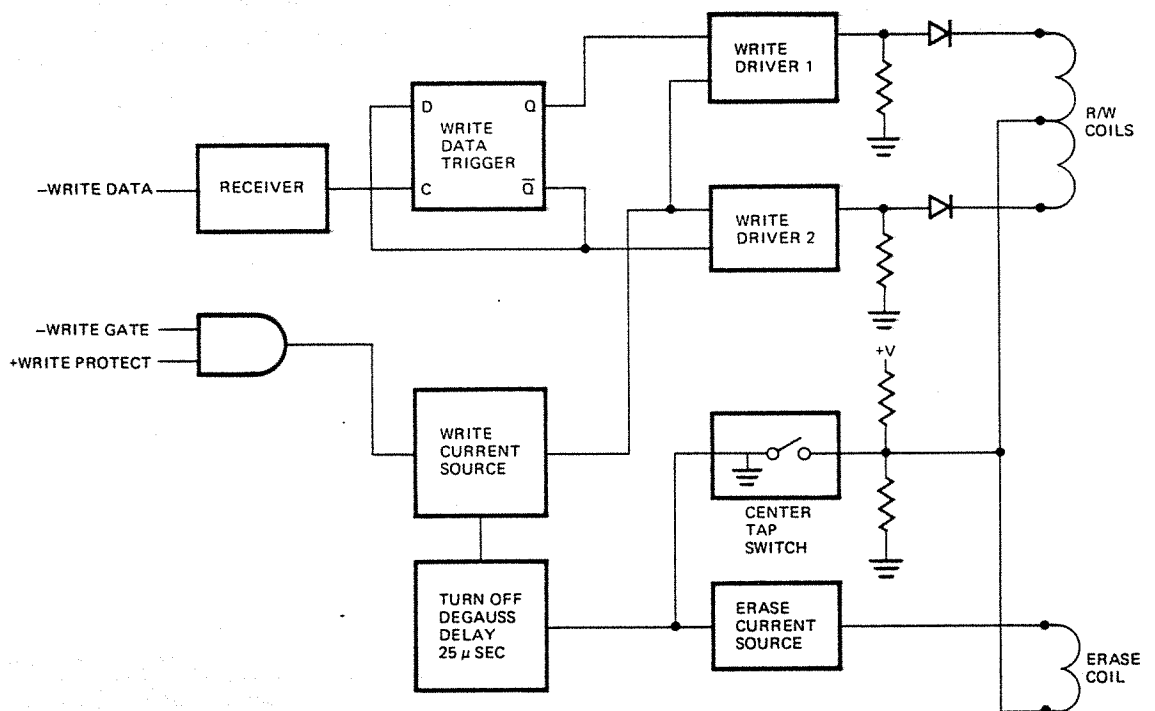 WRITE
DRIVER 1
D
Q
WRITE
DATA
TRIGGER
C
Q̅
R/W
COILS
–WRITE DATA
RECEIVER
WRITE
DRIVER 2
–WRITE GATE
+WRITE PROTECT
+V
WRITE
CURRENT
SOURCE
CENTER
TAP
SWITCH
TURN OFF
DEGAUSS
DELAY
25 μ SEC
ERASE
CURRENT
SOURCE
ERASE
COIL